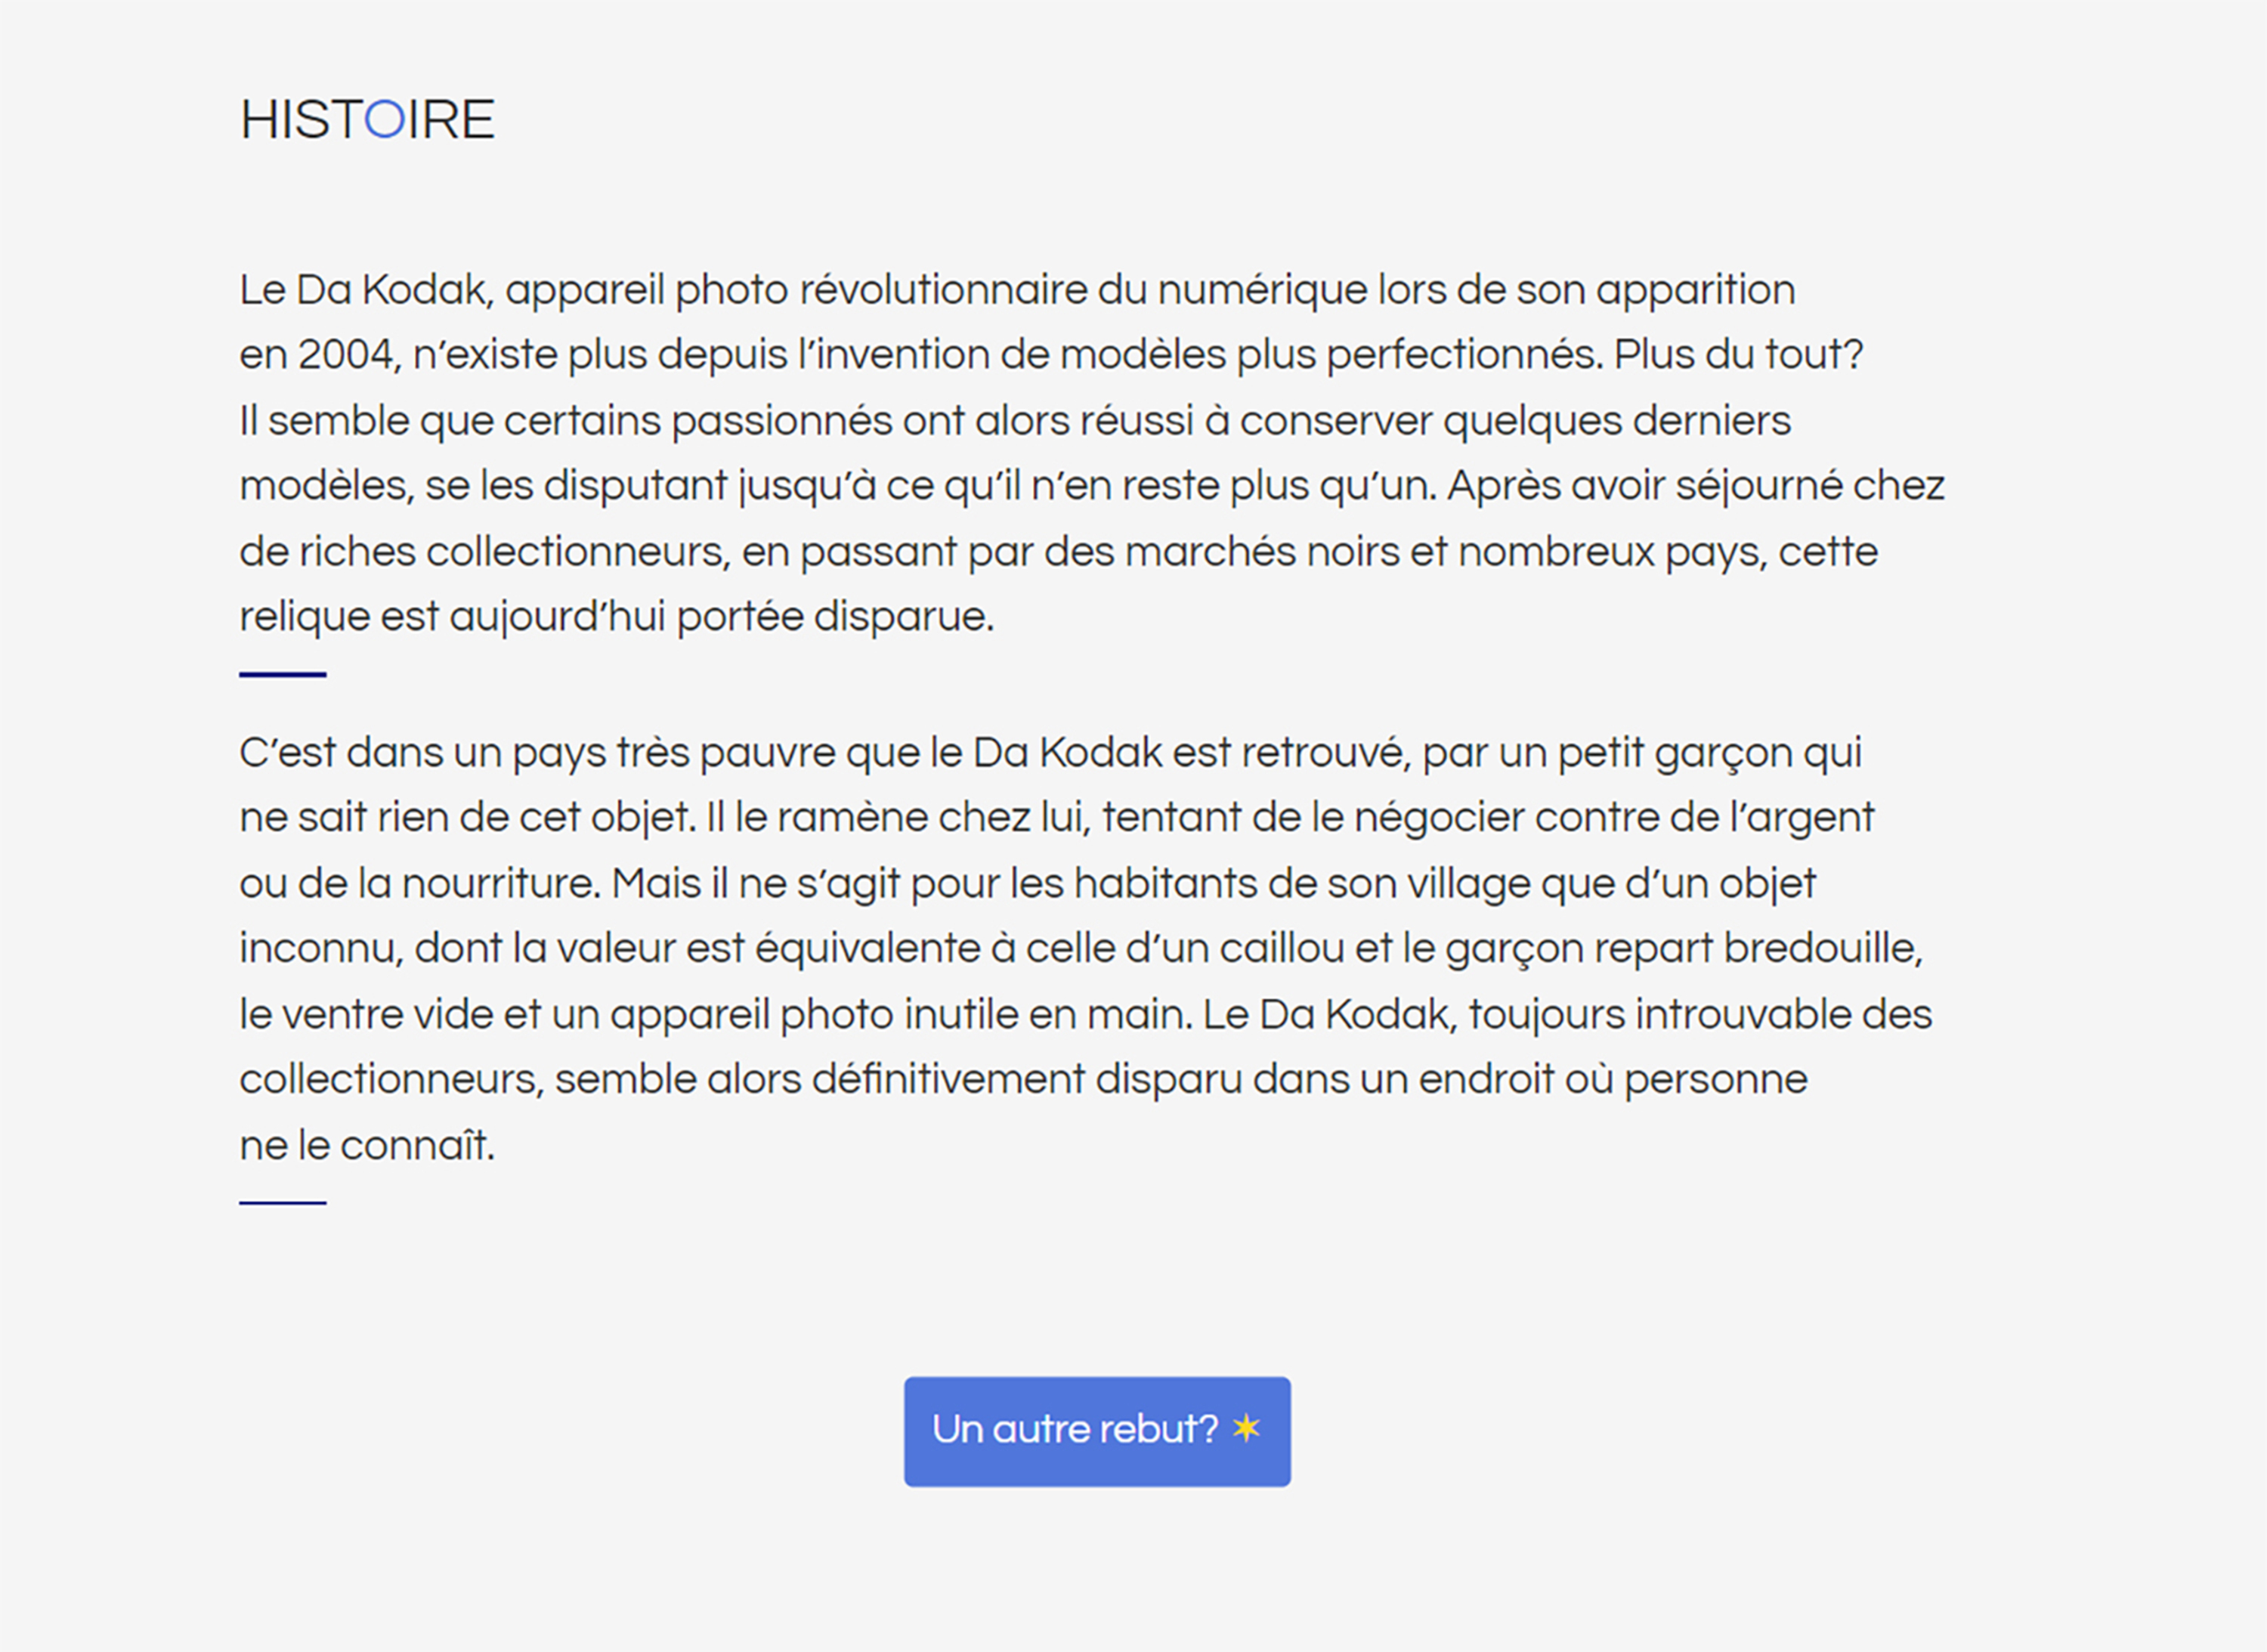 HISTOIRE
Le Da Kodak, appareil photo révolutionnaire du numérique lors de son apparition
en 2004, n’existe plus depuis l’invention de modèles plus perfectionnés. Plus du tout?
Il semble que certains passionnés ont alors réussi à conserver quelques derniers
modèles, se les disputant jusqu’à ce qu’il n’en reste plus qu’un. Après avoir séjourné chez
de riches collectionneurs, en passant par des marchés noirs et nombreux pays, cette
relique est aujourd’hui portée disparue.
C’est dans un pays très pauvre que le Da Kodak est retrouvé, par un petit garçon qui
ne sait rien de cet objet. Il le ramène chez lui, tentant de le négocier contre de l’argent
ou de la nourriture. Mais il ne s’agit pour les habitants de son village que d’un objet
inconnu, dont la valeur est équivalente à celle d’un caillou et le garçon repart bredouille,
le ventre vide et un appareil photo inutile en main. Le Da Kodak, toujours introuvable des
collectionneurs, semble alors définitivement disparu dans un endroit où personne
ne le connaît.
Un autre rebut? ✶